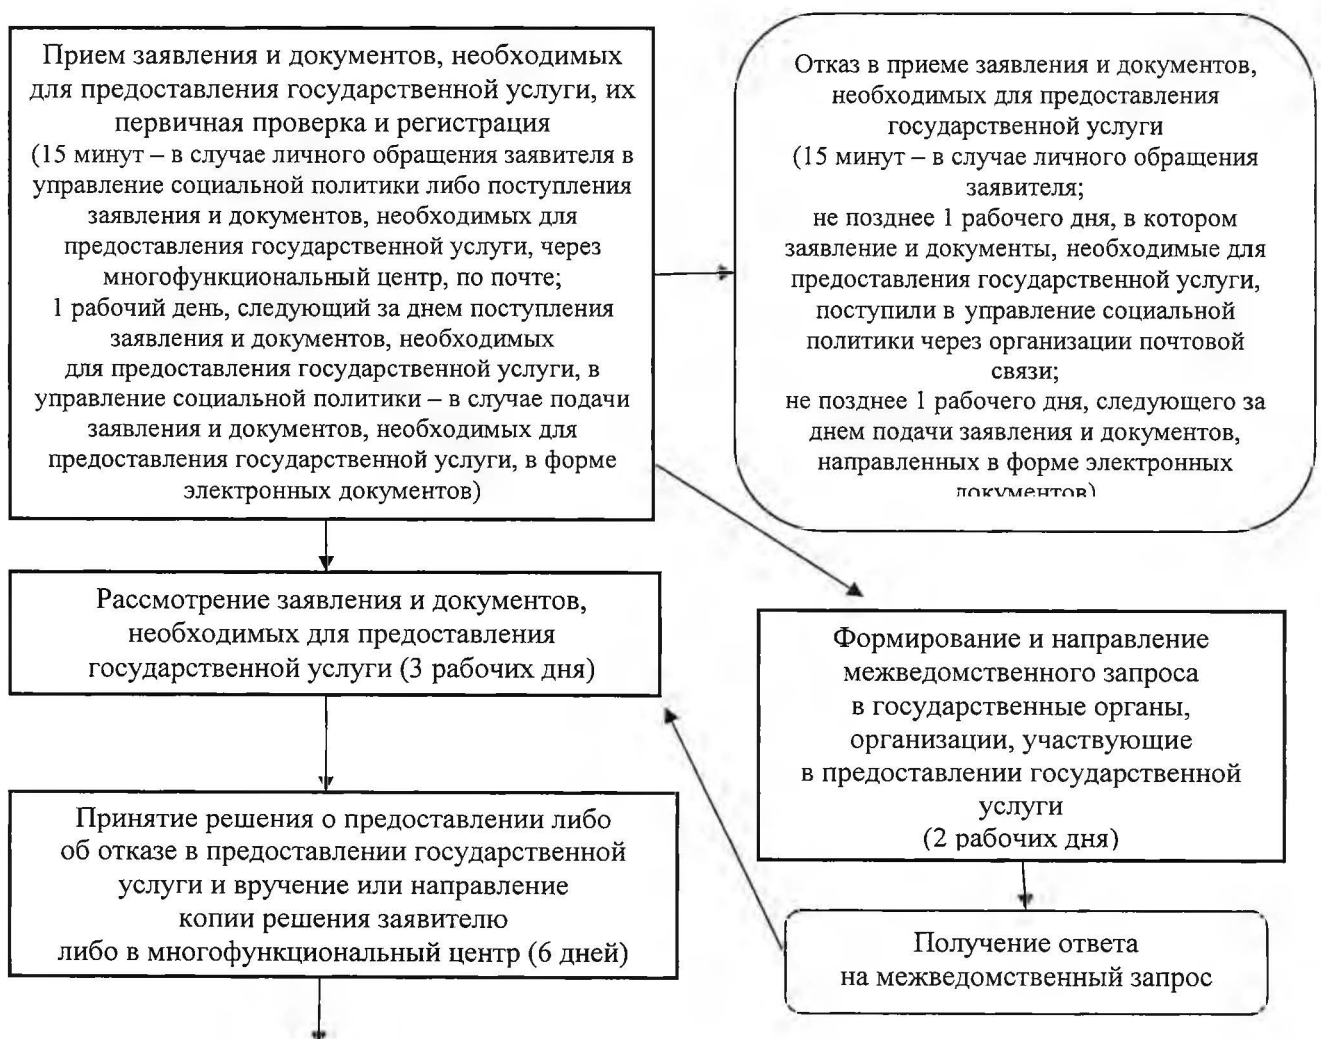 Прием заявления и документов, необходимых
для предоставления государственной услуги, их
первичная проверка и регистрация
(15 минут – в случае личного обращения заявителя в
управление социальной политики либо поступления
заявления и документов, необходимых для
предоставления государственной услуги, через
многофункциональный центр, по почте;
1 рабочий день, следующий за днем поступления
заявления и документов, необходимых
для предоставления государственной услуги, в
управление социальной политики – в случае подачи
заявления и документов, необходимых для
предоставления государственной услуги, в форме
электронных документов)
Отказ в приеме заявления и документов,
необходимых для предоставления
государственной услуги
(15 минут – в случае личного обращения
заявителя;
не позднее 1 рабочего дня, в котором
заявление и документы, необходимые для
предоставления государственной услуги,
поступили в управление социальной
политики через организации почтовой
связи;
не позднее 1 рабочего дня, следующего за
днем подачи заявления и документов,
направленных в форме электронных
документов)
Рассмотрение заявления и документов,
необходимых для предоставления
государственной услуги (3 рабочих дня)
Формирование и направление
межведомственного запроса
в государственные органы,
организации, участвующие
в предоставлении государственной
услуги
(2 рабочих дня)
Принятие решения о предоставлении либо
об отказе в предоставлении государственной
услуги и вручение или направление
копии решения заявителю
либо в многофункциональный центр (6 дней)
Получение ответа
на межведомственный запрос